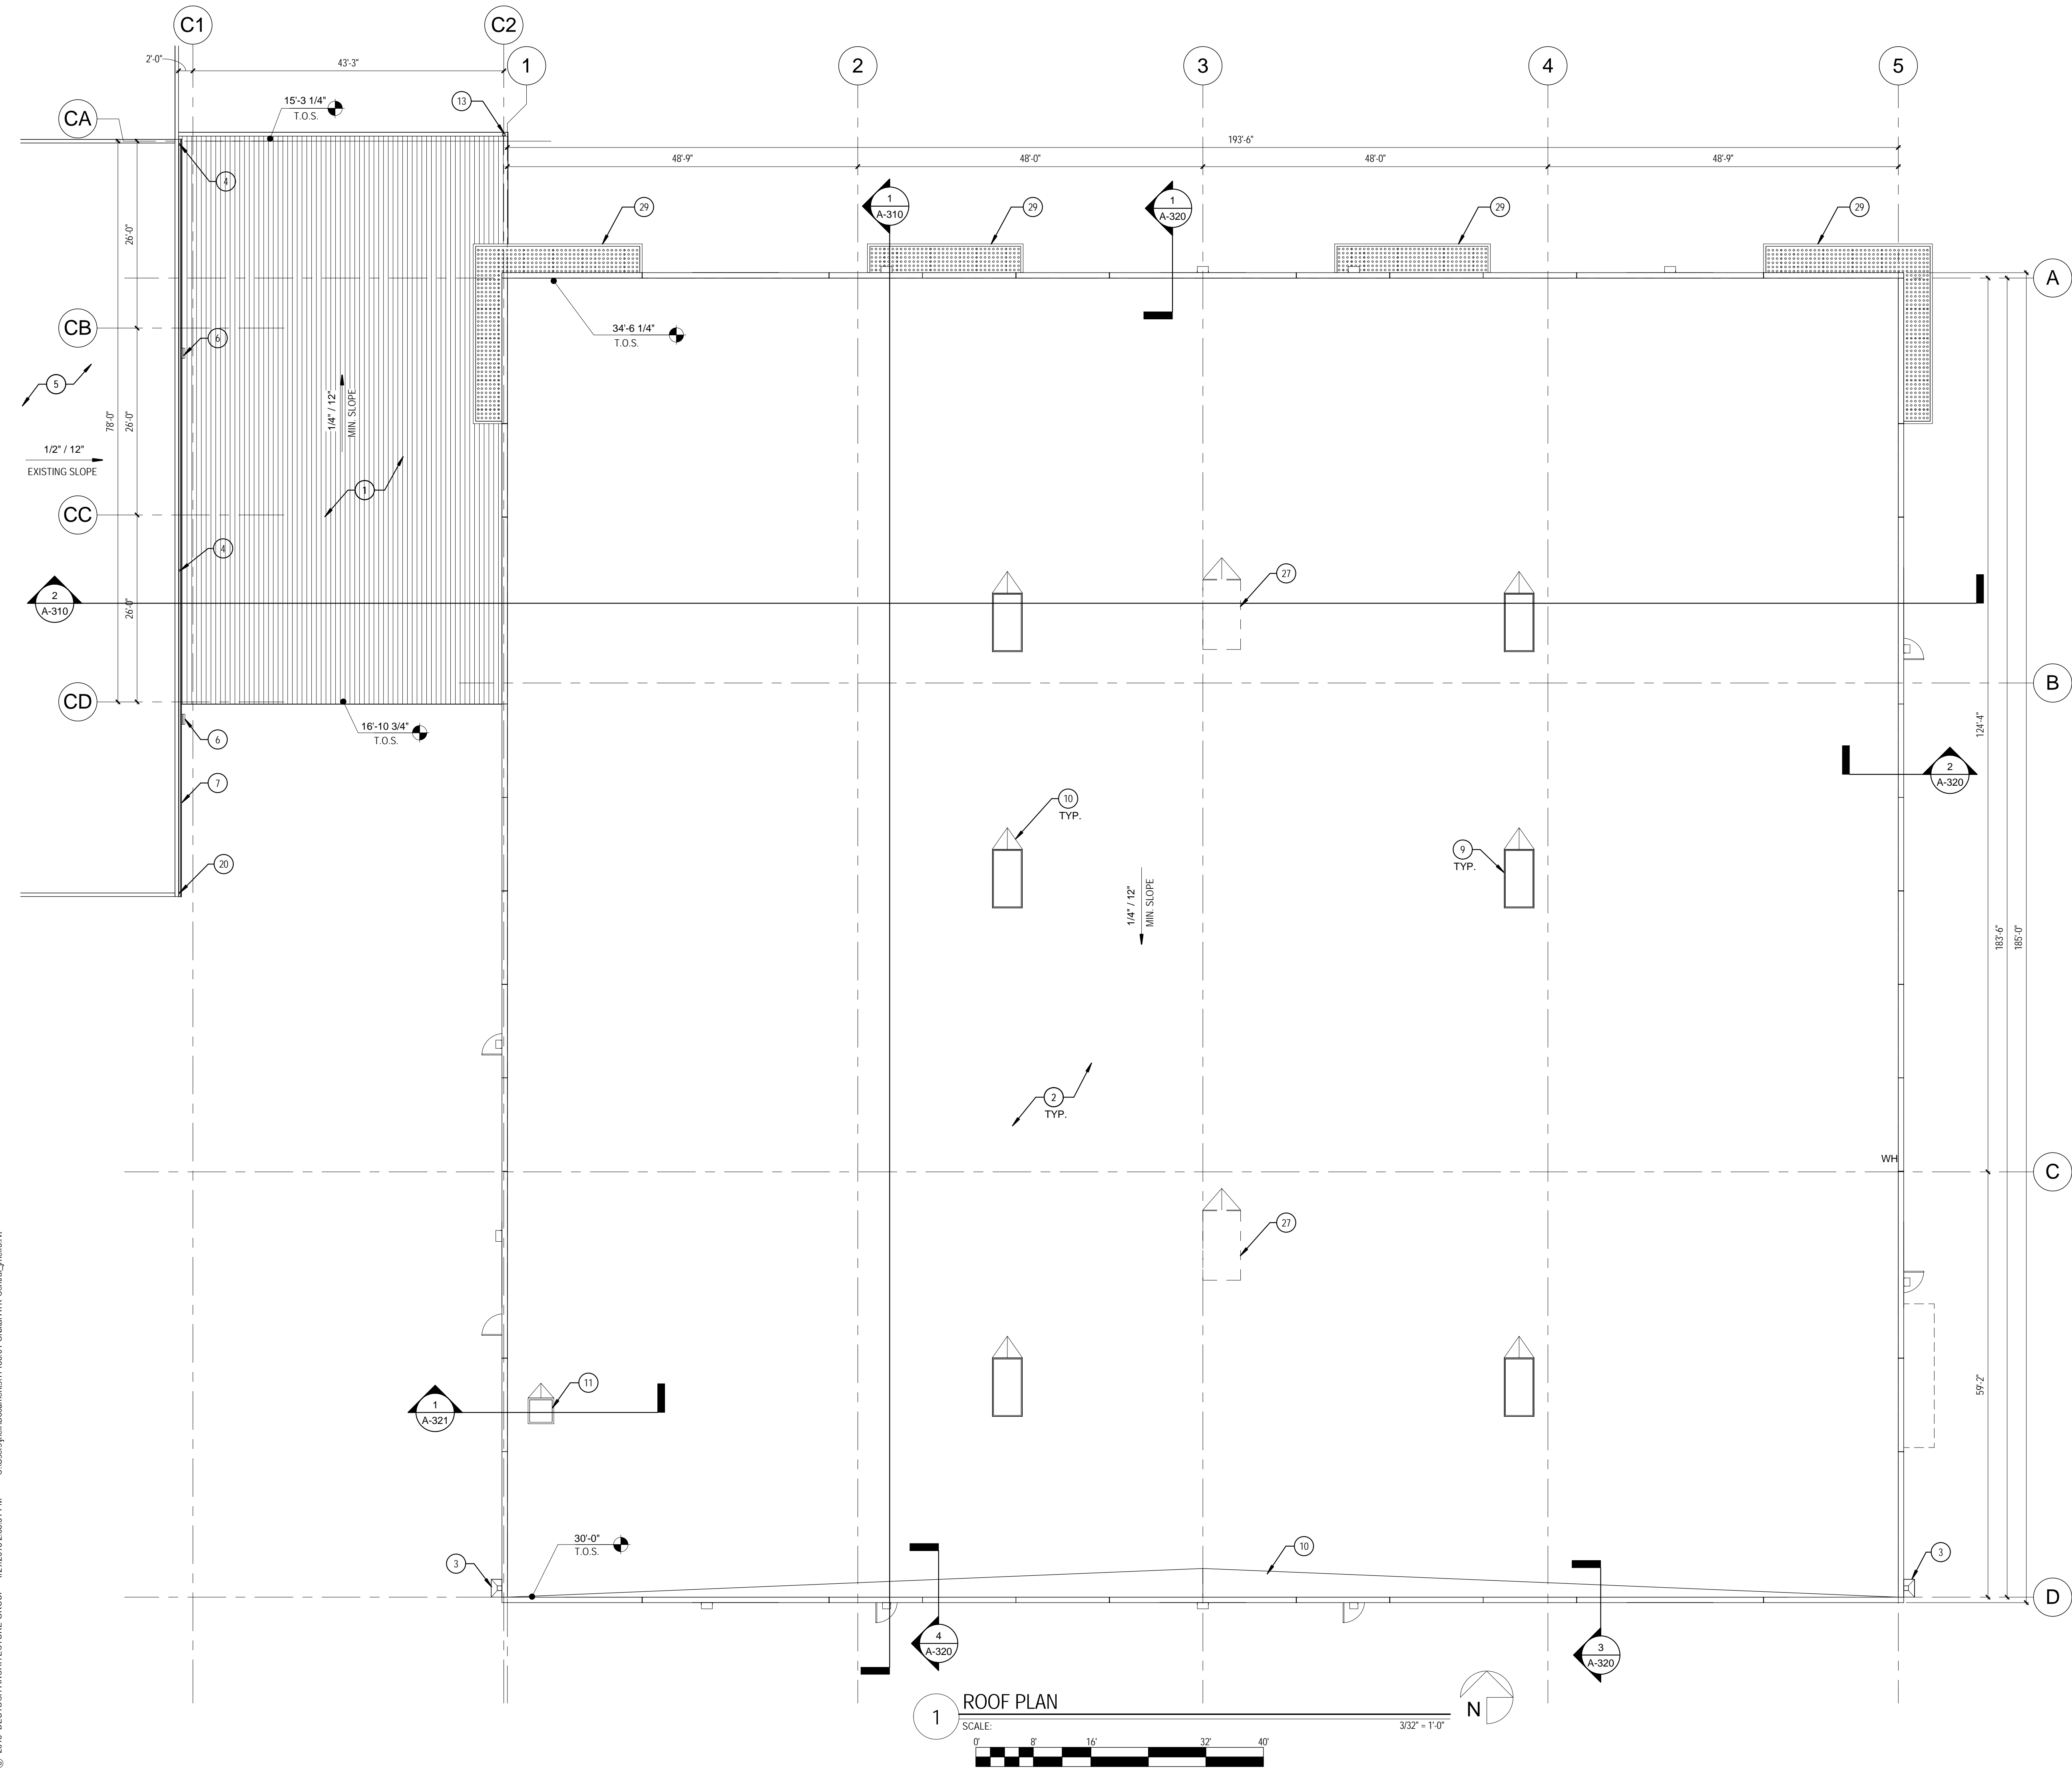 C1
C2
1
2
3
4
5
2'-0"
43'-3"
15'-3 1/4"
T.O.S.
13
CA
193'-6"
48'-9"
48'-0"
48'-0"
48'-9"
4
29
1
A-310
29
1
A-320
29
29
26'-0"
A
CB
6
34'-6 1/4"
T.O.S.
5
1/4" / 12"
MIN. SLOPE
78'-0"
26'-0"
1/2" / 12"
EXISTING SLOPE
1
CC
4
27
2
A-310
26'-0"
B
CD
16'-10 3/4"
T.O.S.
6
124'-4"
2
A-320
7
10
TYP.
9
TYP.
20
1/4" / 12"
MIN. SLOPE
183'-6"
185'-0"
2
TYP.
WH
C
27
11
1
A-321
59'-2"
30'-0"
T.O.S.
3
10
3
D
4
A-320
3
A-320
1
ROOF PLAN
SCALE:
3/32" = 1'-0"
N
0'
8'
16'
32'
40'